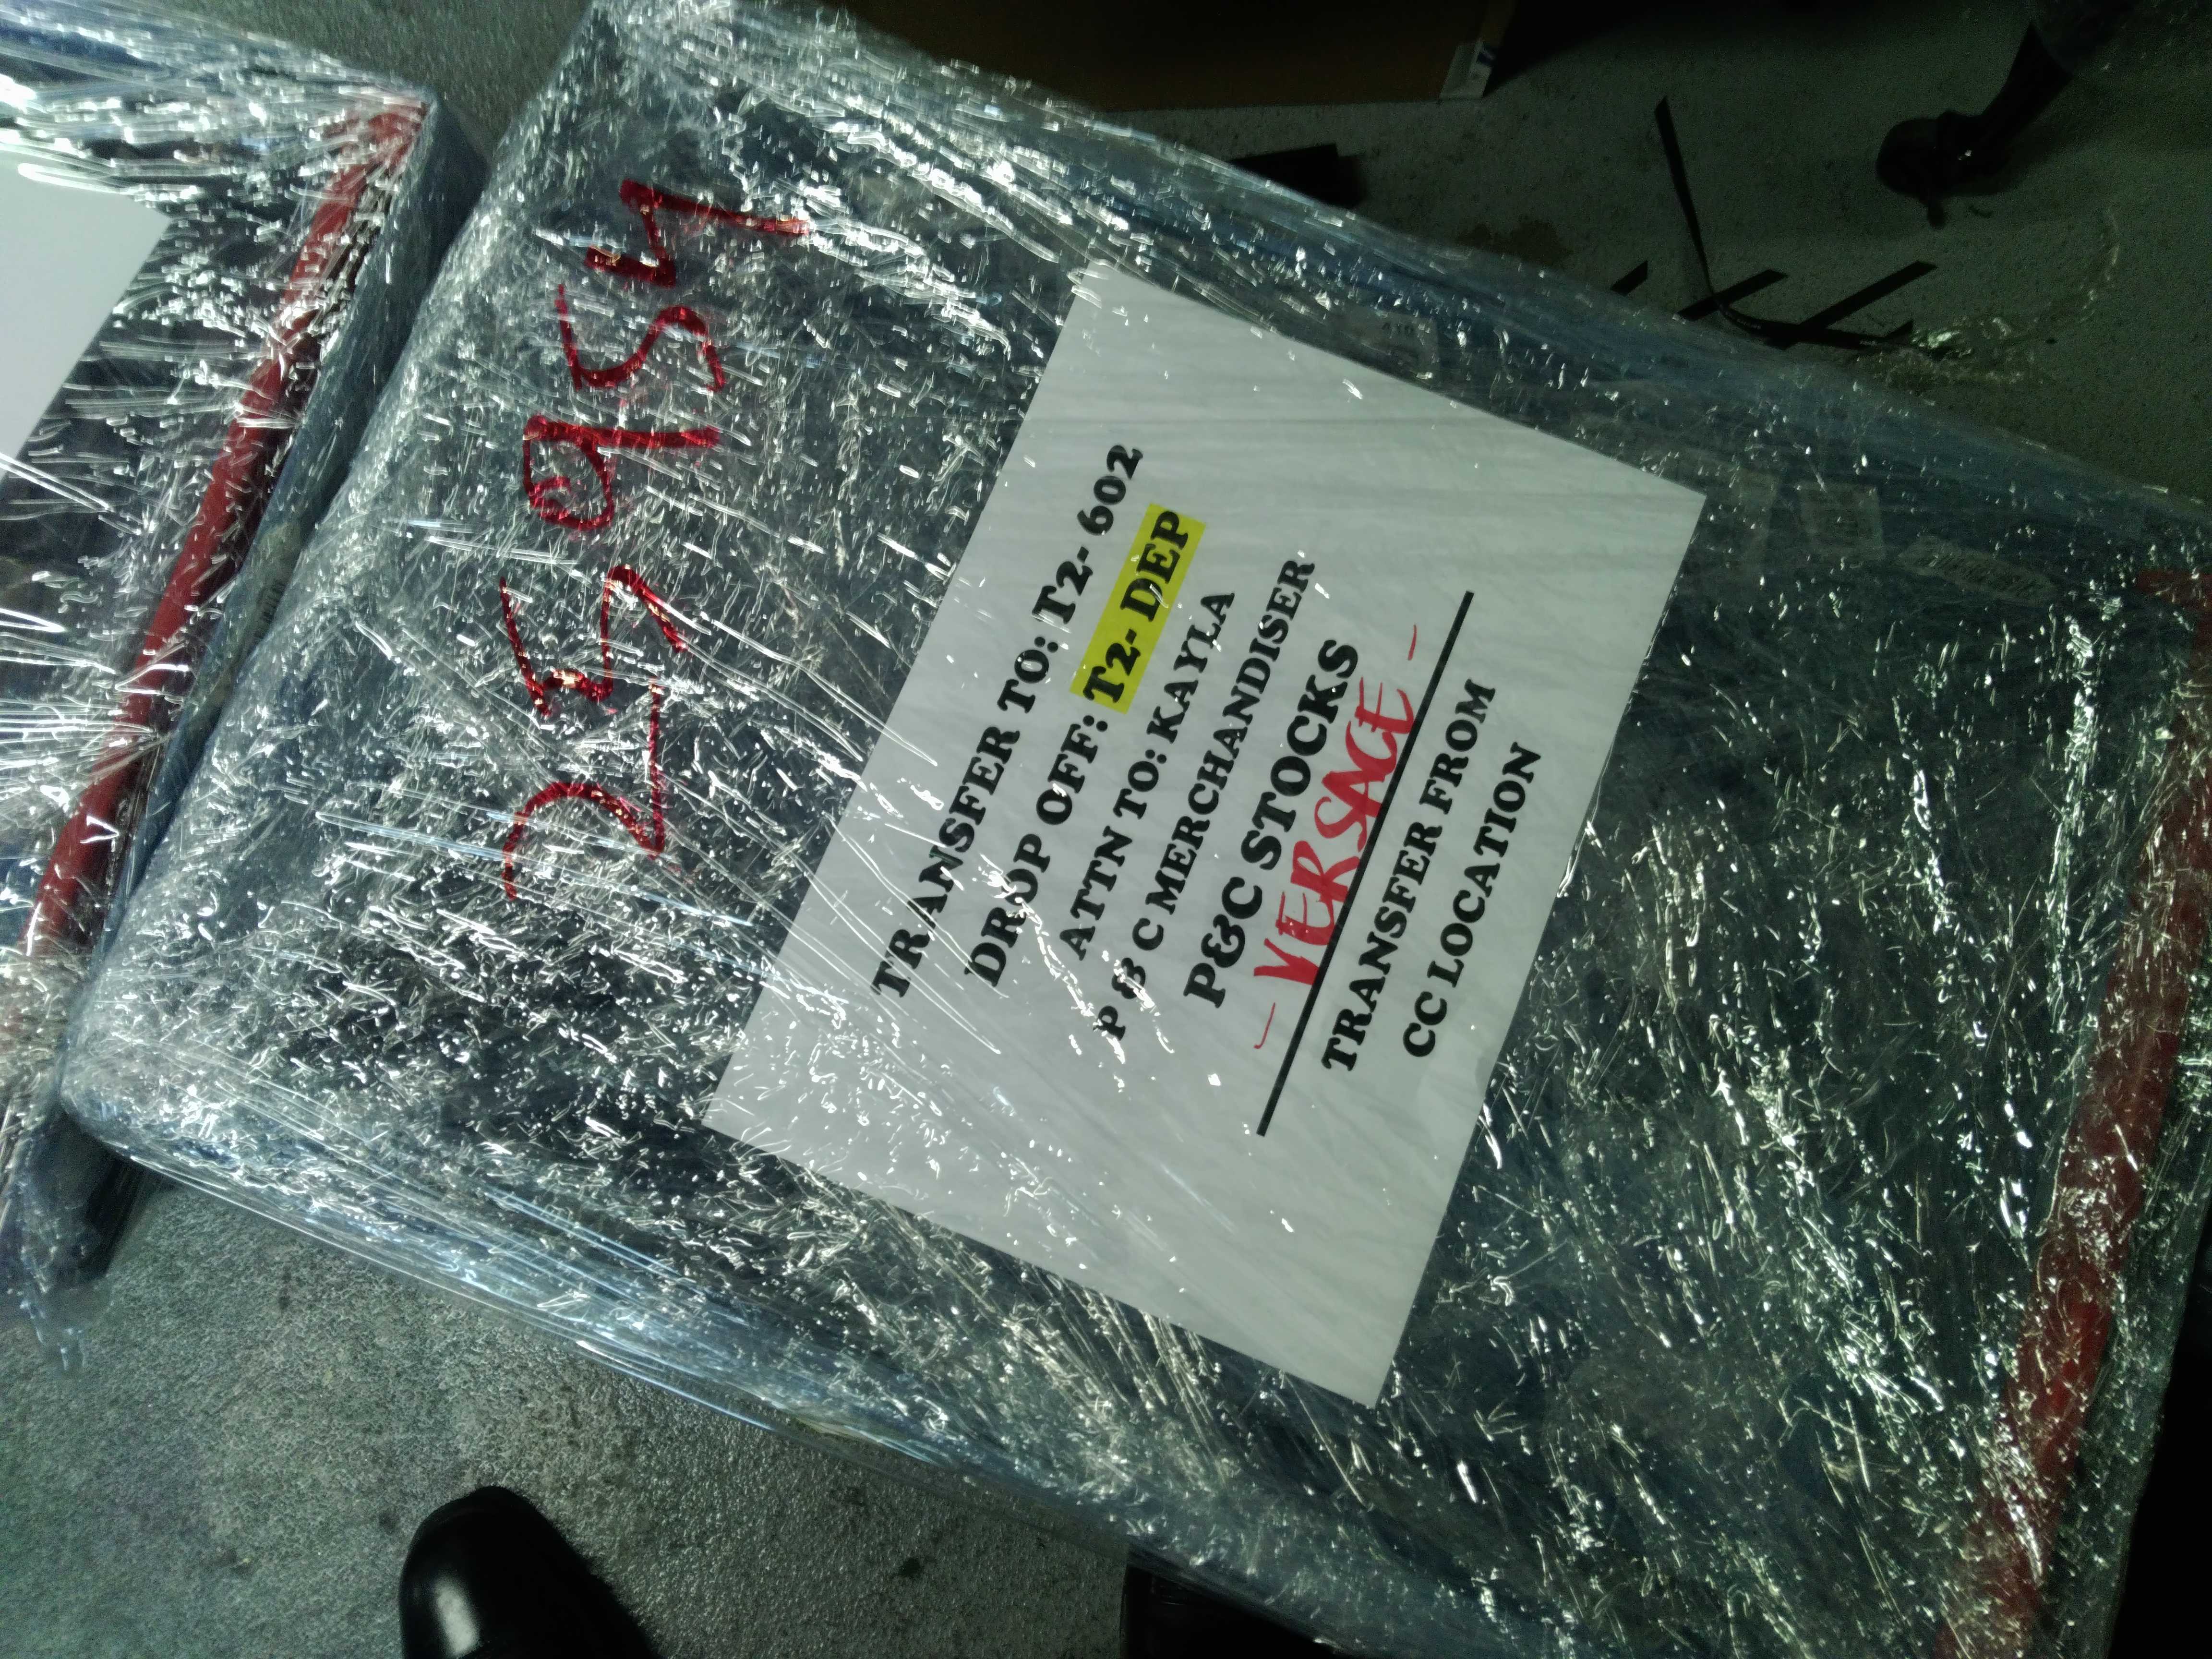 25954
TRANSFER TO: T2- 602
DROP OFF: T2- DEP
ATTN TO: KAYLA
P & C MERCHANDISER
P&C STOCKS
- VERSACE -
TRANSFER FROM
CC LOCATION